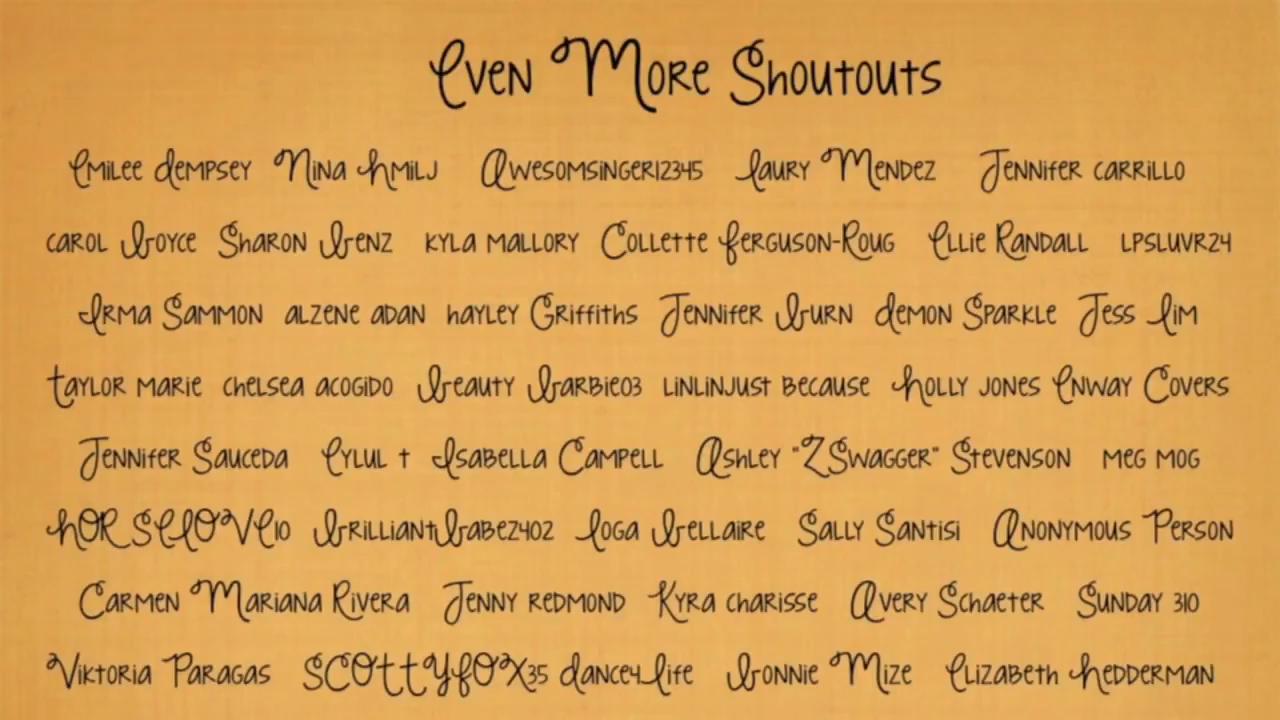 Even More Shoutouts
Emilee dempsey Nina Hmilj Awesomsinger12345 Laury Mendez Jennifer carrillo
carol Boyce Sharon Benz kyla mallory Collette Ferguson-Roug Ellie Randall lpsluvr24
Irma Sammon alzene adan hayley Griffiths Jennifer Burn demon Sparkle Jess Lim
taylor marie chelsea acogido Beauty Barbie03 linlinjust because Holly jones Enway Covers
Jennifer Sauceda Eylul t Isabella Campell Ashley "ZSwagger" Stevenson meg mog
HORSELOVE10 BrilliantBabez402 Loga Bellaire Sally Santisi Anonymous Person
Carmen Mariana Rivera Jenny redmond Kyra charisse Avery Schaeter Sunday 310
Viktoria Paragas SCOTTYFOX35 dance4Life Bonnie Mize Elizabeth Hedderman